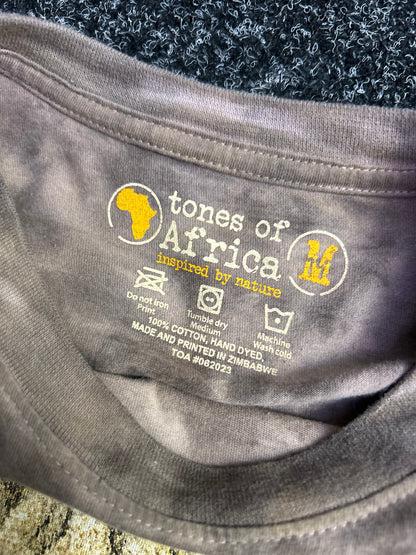 tones of
Africa
inspired by nature
M
Do not Iron
Print
Tumble dry
Medium
Machine
Wash cold
100% COTTON, HAND DYED,
MADE AND PRINTED IN ZIMBABWE
TOA #062023